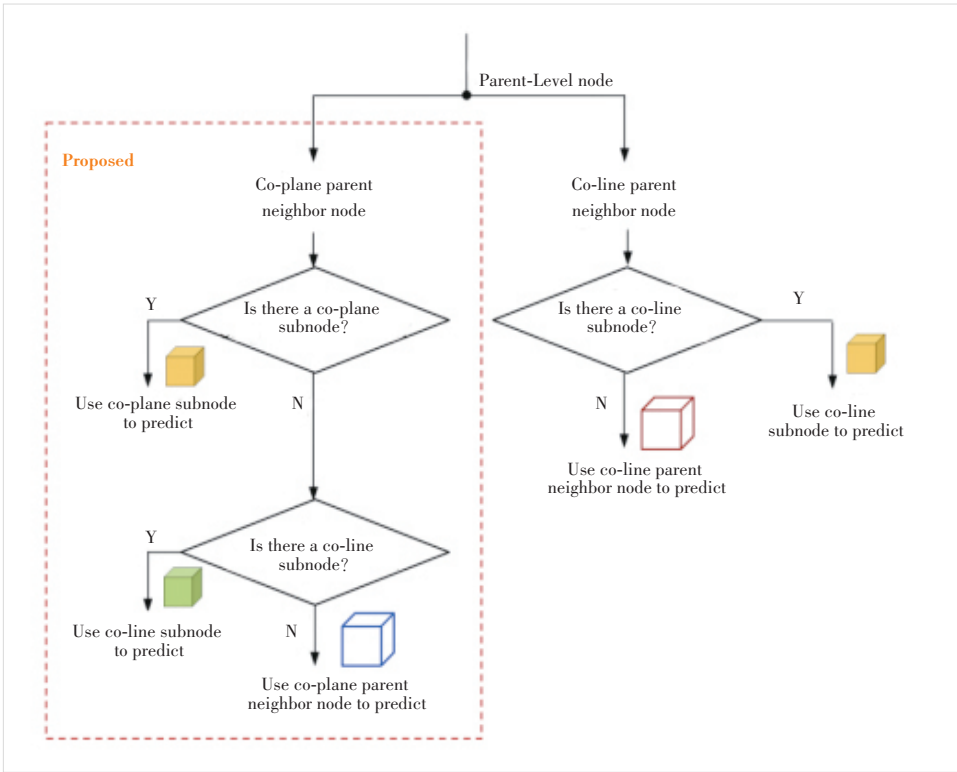 Parent-Level node
Proposed
Co-plane parent
neighbor node
Co-line parent
neighbor node
Y
Is there a co-plane
subnode?
Is there a co-line
subnode?
Y
N
N
Use co-plane subnode
to predict
Use co-line
subnode to predict
Use co-line parent
neighbor node to predict
Y
Is there a co-line
subnode?
N
Use co-line subnode
to predict
Use co-plane parent
neighbor node to predict